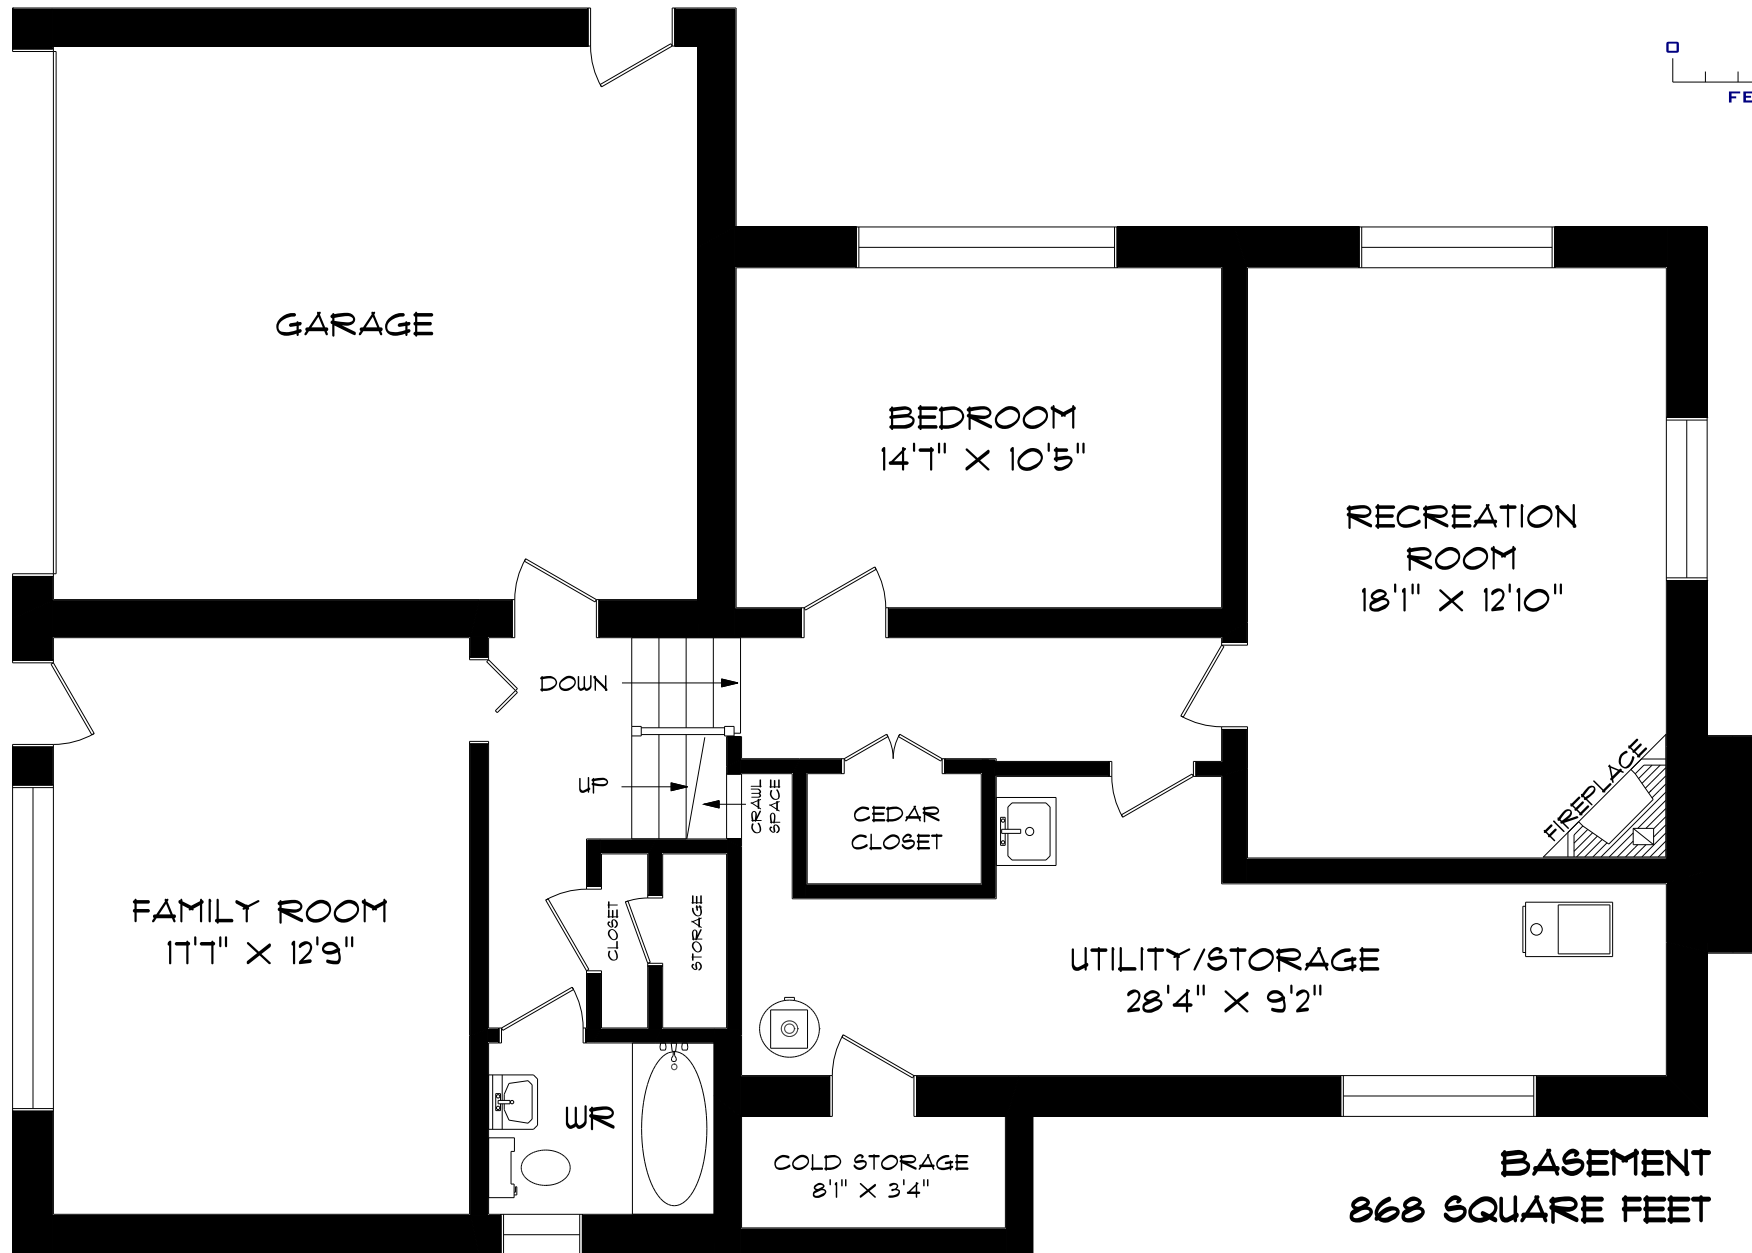 O
FE
GARAGE
BEDROOM
14'7" X 10'5"
RECREATION
ROOM
18'1" X 12'10"
DOWN
UP
CRAWL
SPACE
CEDAR
CLOSET
FIREPLACE
FAMILY ROOM
17'7" X 12'9"
CLOSET
STORAGE
UTILITY/STORAGE
28'4" X 9'2"
WR
COLD STORAGE
8'1" X 3'4"
BASEMENT
868 SQUARE FEET